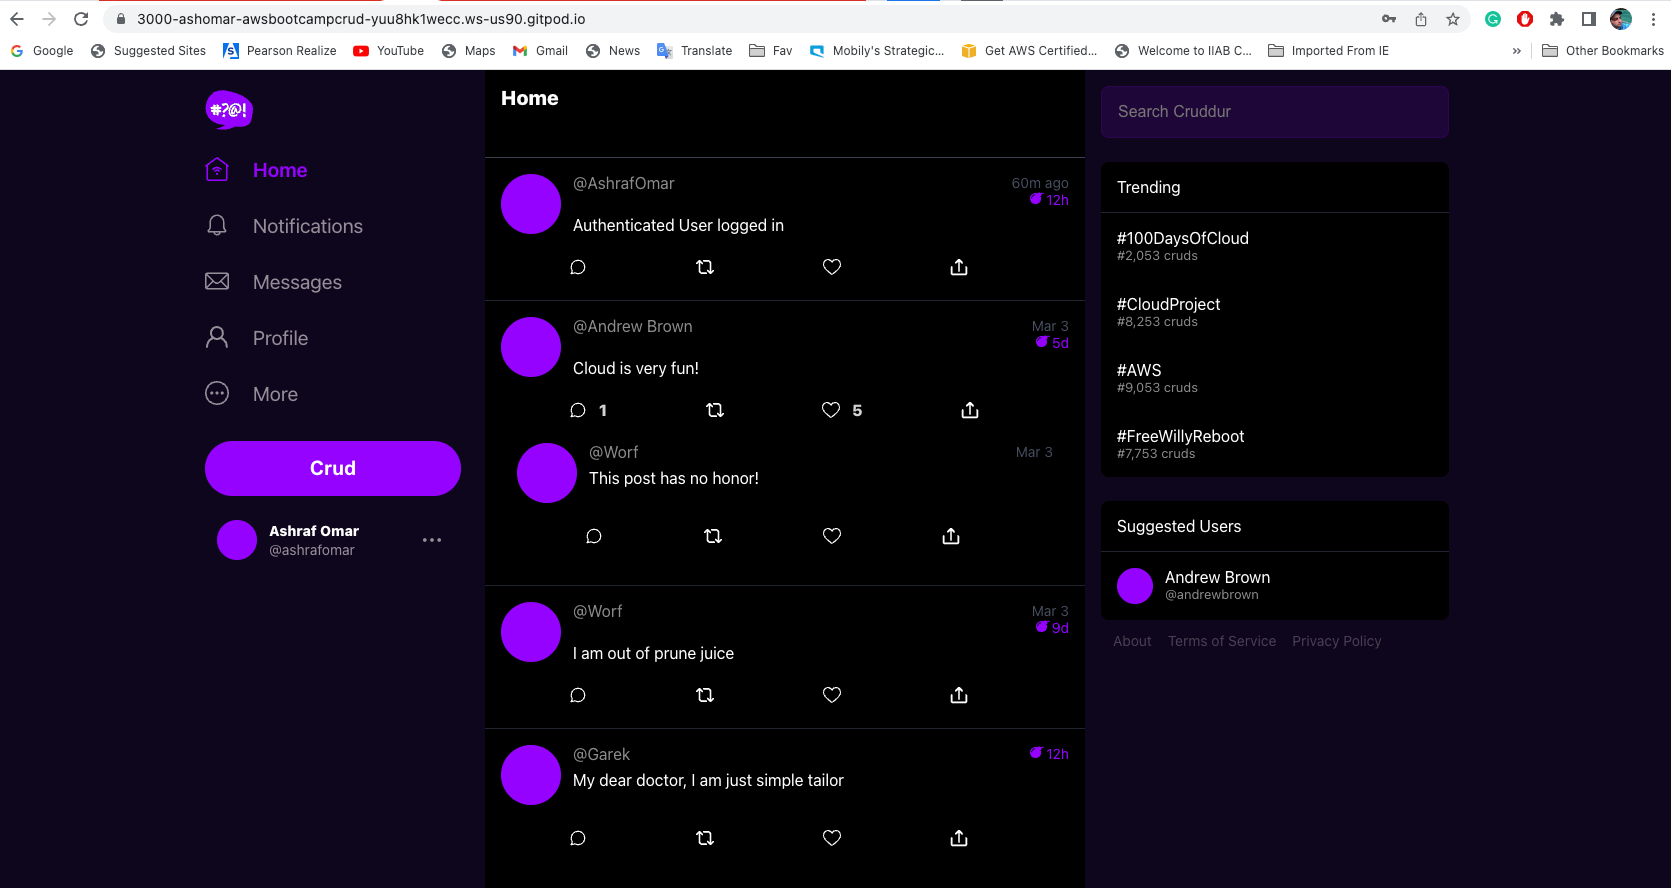 3000-ashomar-awsbootcampcrud-yuu8hk1wecc.ws-us90.gitpod.io
Google Suggested Sites Pearson Realize YouTube Maps Gmail News Translate Fav Mobily's Strategic... Get AWS Certified... Welcome to IIAB C... Imported From IE » Other Bookmarks
#?@!
Home
Notifications
Messages
Profile
More
Crud
Ashraf Omar
@ashrafomar
Home
@AshrafOmar
60m ago
12h
Authenticated User logged in
@Andrew Brown
Mar 3
5d
Cloud is very fun!
1 5
@Worf
Mar 3
This post has no honor!
@Worf
Mar 3
9d
I am out of prune juice
@Garek
12h
My dear doctor, I am just simple tailor
Search Cruddur
Trending
#100DaysOfCloud
#2,053 cruds
#CloudProject
#8,253 cruds
#AWS
#9,053 cruds
#FreeWillyReboot
#7,753 cruds
Suggested Users
Andrew Brown
@andrewbrown
About Terms of Service Privacy Policy